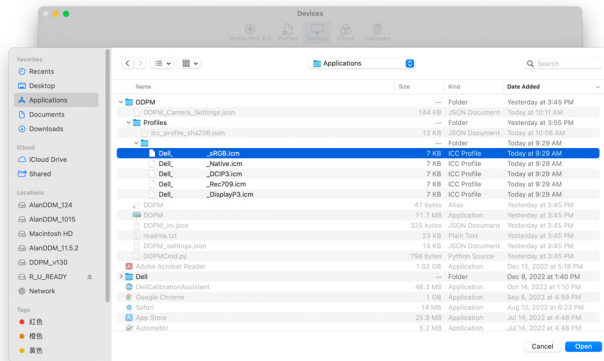 Devices
Profile First Aid
Profiles
Devices
Filters
Calculator
Applications
Search
Favorites
Recents
Desktop
Applications
Documents
Downloads
iCloud
iCloud Drive
Shared
Locations
AlanDDM_124
AlanDDM_1015
Macintosh HD
AlanDDM_11.5.2
DDPM_v130
R_U_READY
Network
Tags
紅色
橙色
黃色
Name Size Kind Date Added
DDPM -- Folder Yesterday at 3:45 PM
DDPM_Camera_Settings.json 144 KB JSON Document Today at 10:11 AM
Profiles -- Folder Yesterday at 3:55 PM
icc_profile_sha256.json 12 KB JSON Document Today at 10:06 AM
-- Folder Today at 9:29 AM
Dell_ _sRGB.icm 7 KB ICC Profile Today at 9:29 AM
Dell_ _Native.icm 7 KB ICC Profile Today at 9:29 AM
Dell_ _DCIP3.icm 7 KB ICC Profile Today at 9:29 AM
Dell_ _Rec709.icm 7 KB ICC Profile Today at 9:29 AM
Dell_ _DisplayP3.icm 7 KB ICC Profile Today at 9:29 AM
DDPM 47 bytes Alias Yesterday at 3:45 PM
DDPM 11.7 MB Application Yesterday at 3:45 PM
DDPM_ini.json 325 bytes JSON Document Yesterday at 3:45 PM
readme.txt 23 KB Plain Text Yesterday at 3:45 PM
DDPM_settings.json 14 KB JSON Document Yesterday at 3:45 PM
DDPMCmd.py 796 bytes Python Source Yesterday at 3:45 PM
Adobe Acrobat Reader 1.02 GB Application Dec 15, 2022 at 5:18 PM
Dell -- Folder Dec 8, 2022 at 1:40 PM
DellCalibrationAssistant 46.2 MB Application Oct 14, 2022 at 1:10 PM
Google Chrome 1 GB Application Sep 6, 2022 at 4:59 PM
Safari 14 MB Application Aug 10, 2022 at 6:23 PM
App Store 25.9 MB Application Jul 14, 2022 at 4:48 PM
Automator 5.2 MB Application Jul 14, 2022 at 4:48 PM
Cancel
Open